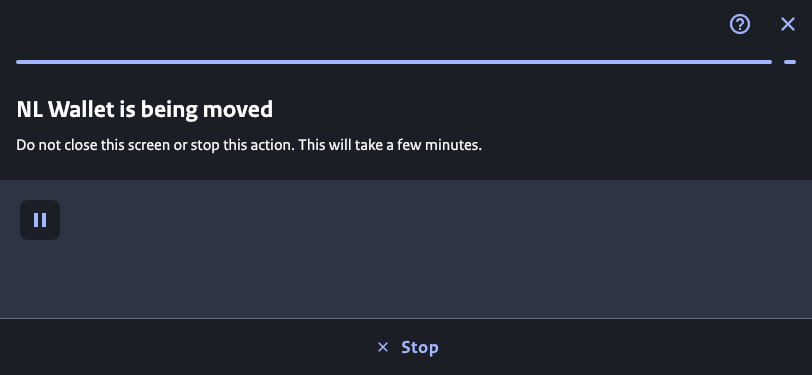 NL Wallet is being moved
Do not close this screen or stop this action. This will take a few minutes.
Stop